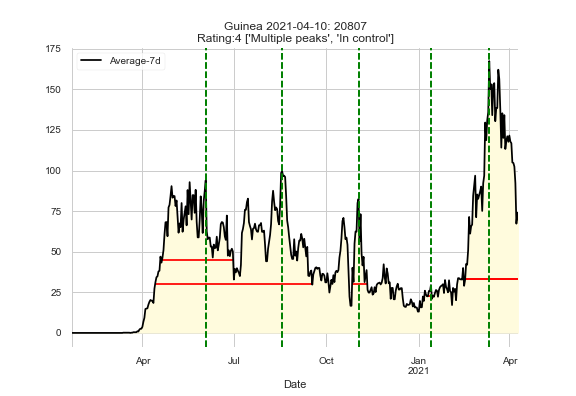 Guinea 2021-04-10: 20807
Rating:4 ['Multiple peaks', 'In control']
Average-7d
175
150
125
100
75
50
25
0
Apr
Jul
Oct
Jan
2021
Apr
Date